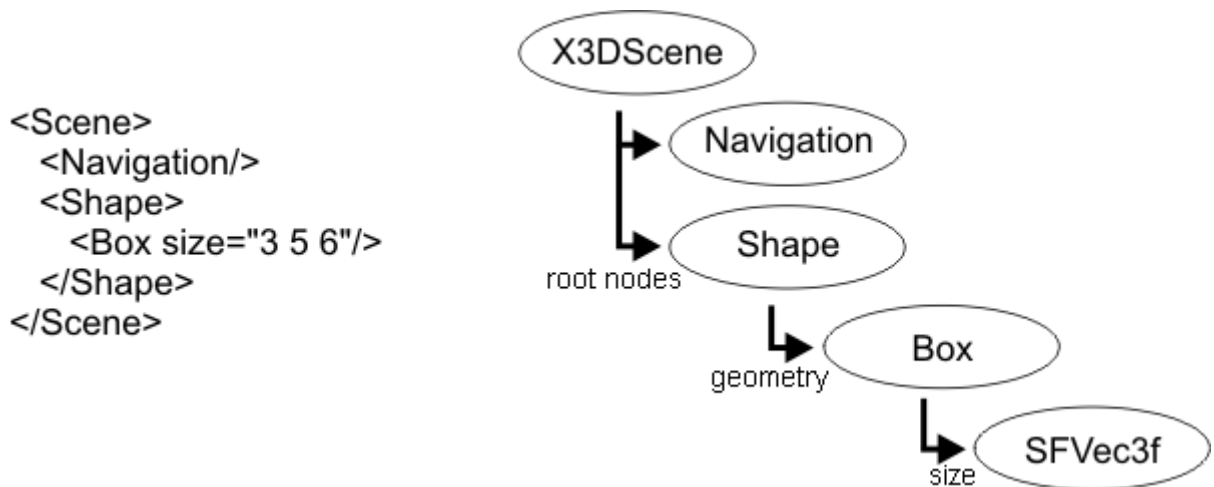 <Scene>
<Navigation/>
<Shape>
<Box size="3 5 6"/>
</Shape>
</Scene>
X3DScene
Navigation
Shape
root nodes
Box
geometry
SFVec3f
size